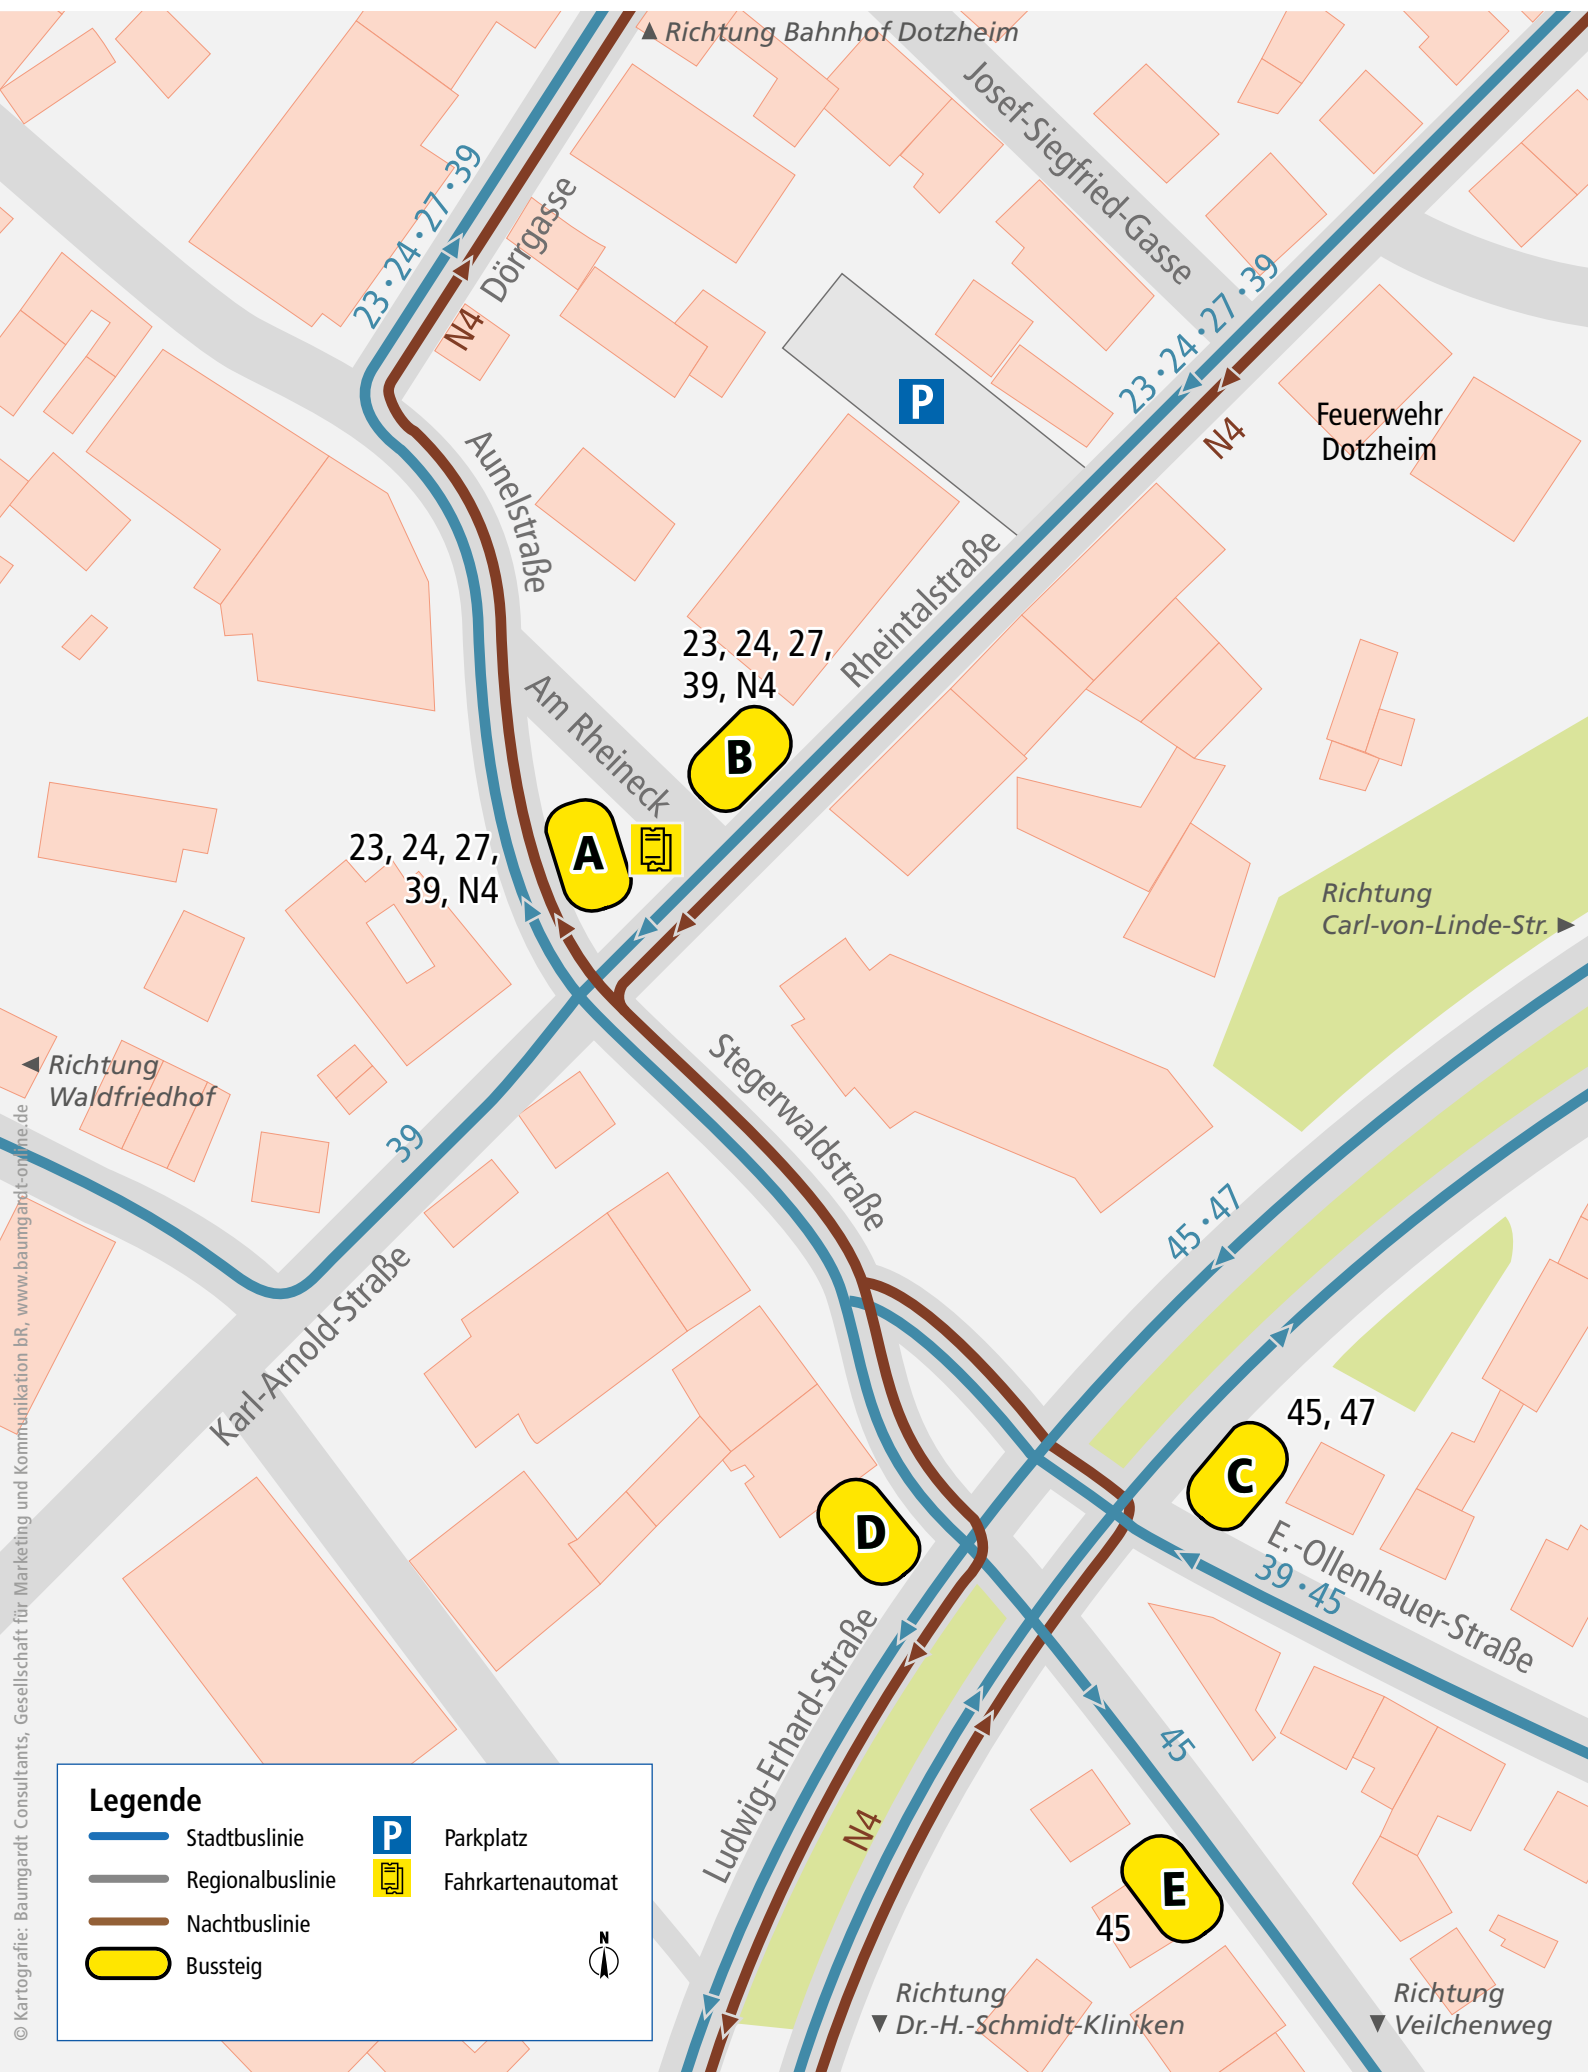 ▲ Richtung Bahnhof Dotzheim
Josef-Siegfried-Gasse
23 • 24 • 27 • 39
Dörrgasse
N4
23 • 24 • 27 • 39
N4
Feuerwehr
Dotzheim
P
Aunelstraße
Rheintalstraße
23, 24, 27,
39, N4
B
Am Rheineck
A
23, 24, 27,
39, N4
Richtung
Carl-von-Linde-Str. ►
◄ Richtung
Waldfriedhof
39
Stegerwaldstraße
45 • 47
Karl-Arnold-Straße
45, 47
C
D
E.-Ollenhauer-Straße
39 • 45
Ludwig-Erhard-Straße
45
N4
E
45
Richtung
▼ Dr.-H.-Schmidt-Kliniken
Richtung
▼ Veilchenweg
Legende
Stadtbuslinie
Regionalbuslinie
Nachtbuslinie
Bussteig
P Parkplatz
Fahrkartenautomat
N
© Kartografie: Baumgardt Consultants, Gesellschaft für Marketing und Kommunikation bR, www.baumgardt-online.de